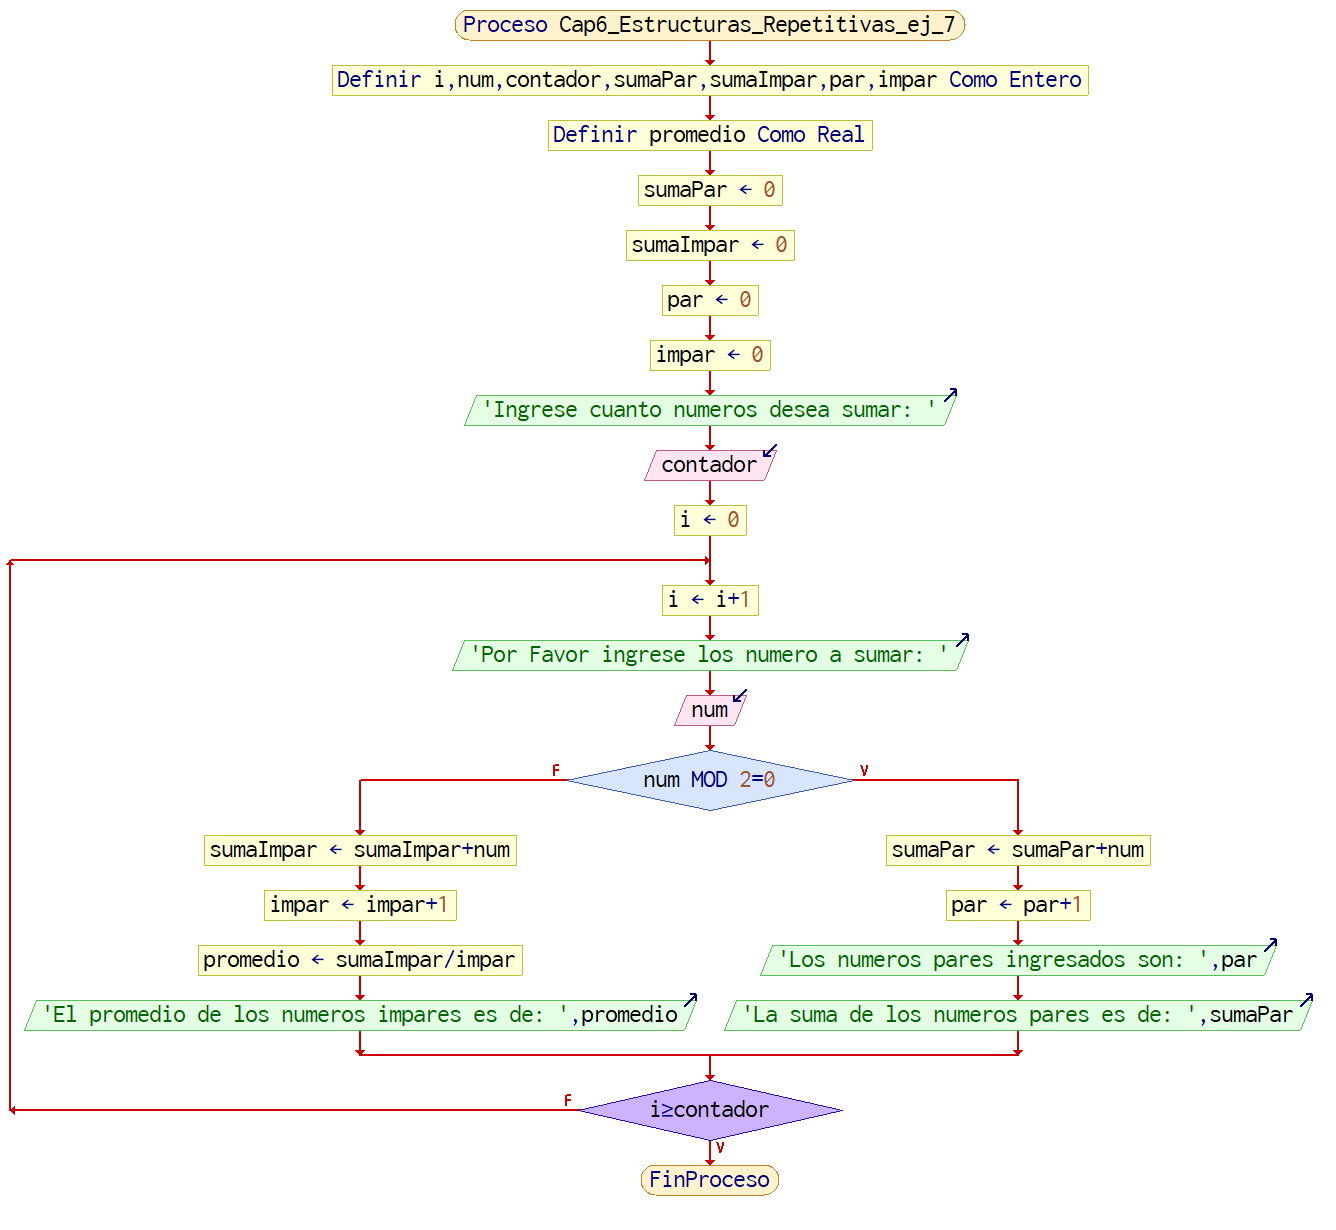 Proceso Cap6_Estructuras_Repetitivas_ej_7
Definir i,num,contador,sumaPar,sumaImpar,par,impar Como Entero
Definir promedio Como Real
sumaPar ← 0
sumaImpar ← 0
par ← 0
impar ← 0
'Ingrese cuanto numeros desea sumar: '
contador
i ← 0
i ← i+1
'Por Favor ingrese los numero a sumar: '
num
F
V
num MOD 2=0
sumaImpar ← sumaImpar+num
sumaPar ← sumaPar+num
impar ← impar+1
par ← par+1
promedio ← sumaImpar/impar
'Los numeros pares ingresados son: ',par
'El promedio de los numeros impares es de: ',promedio
'La suma de los numeros pares es de: ',sumaPar
F
i≥contador
V
FinProceso